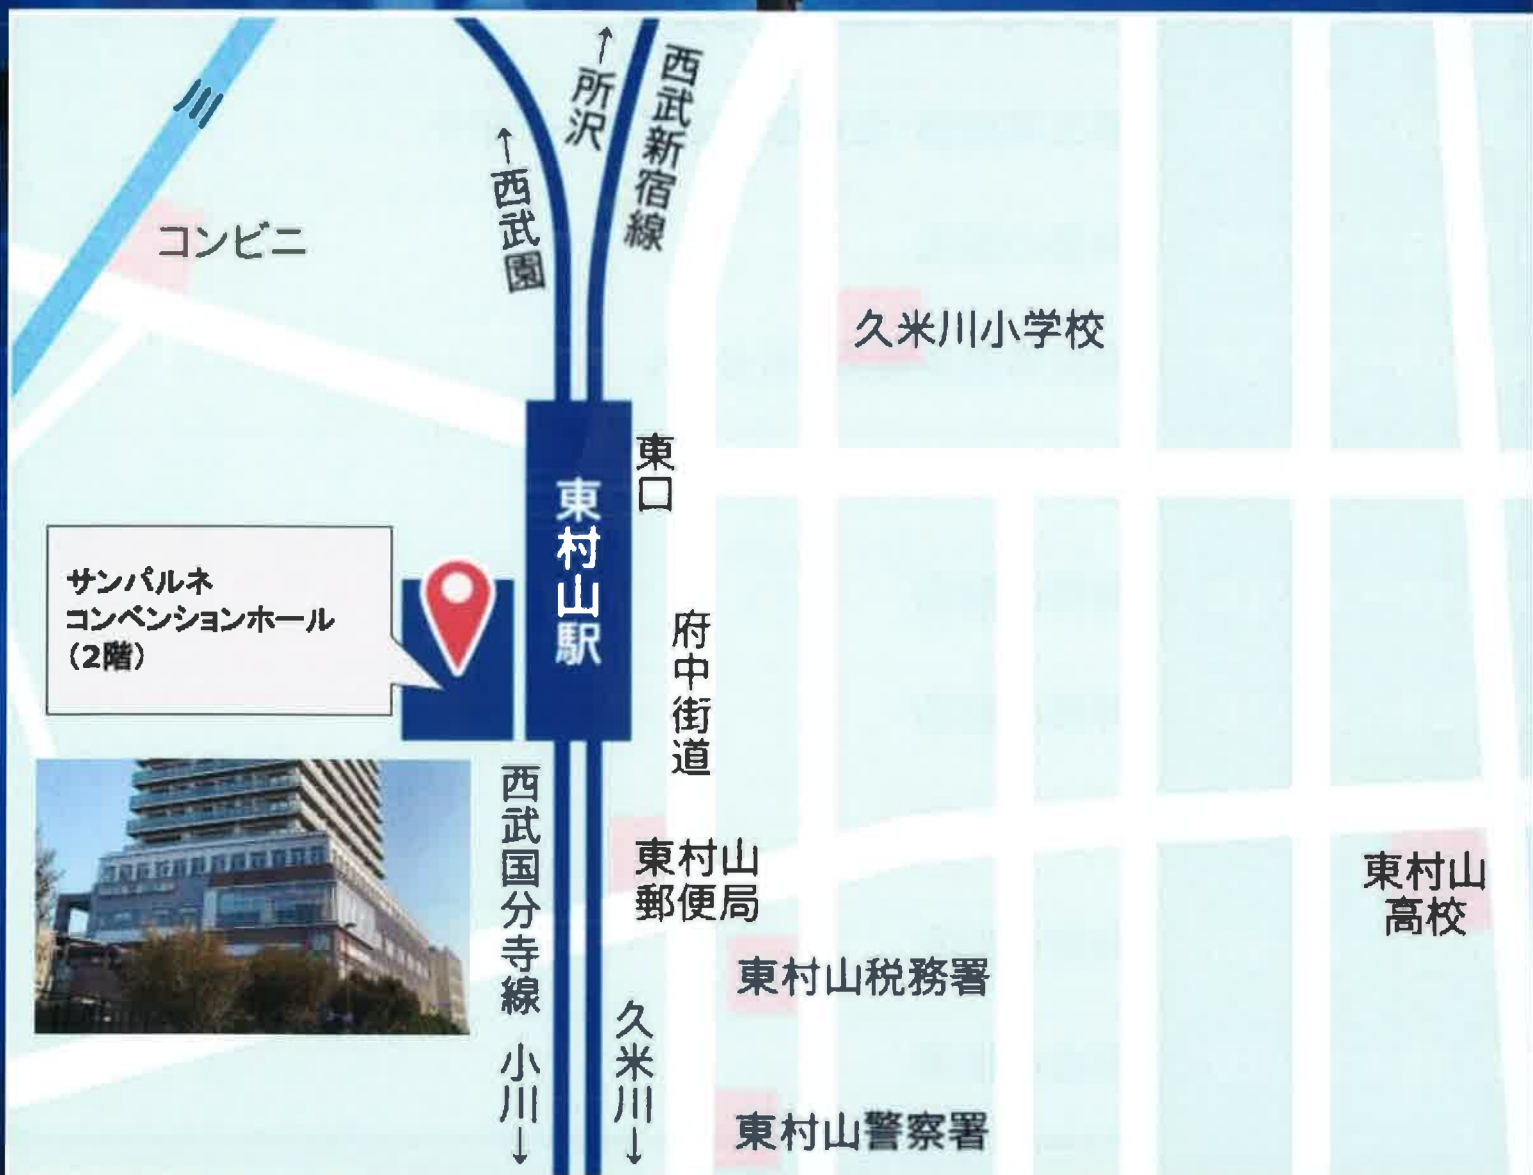 川
↑所沢
西武新宿線
↑西武園
コンビニ
久米川小学校
東口
東村山駅
サンパルネ
コンベンションホール
（2階）
府中街道
西武国分寺線 小川↓
東村山
郵便局
東村山
高校
東村山税務署
久米川↓
東村山警察署